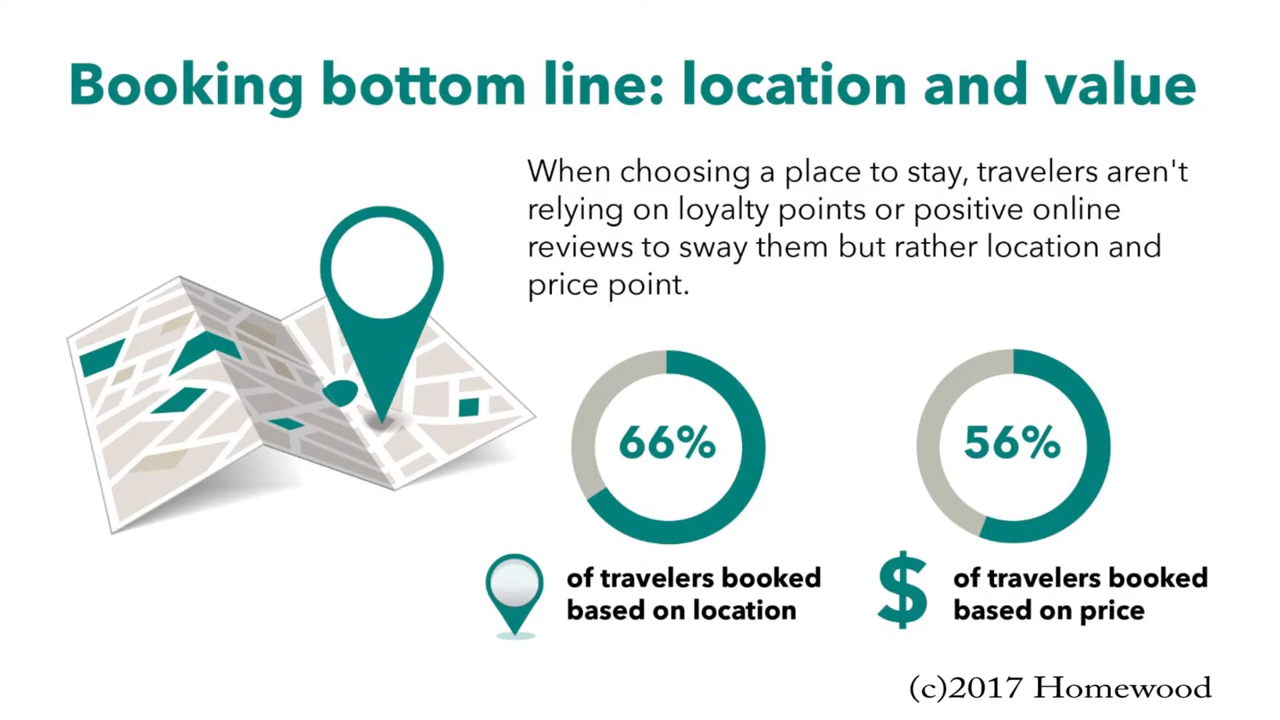 Booking bottom line: location and value
When choosing a place to stay, travelers aren't
relying on loyalty points or positive online
reviews to sway them but rather location and
price point.
66%
56%
of travelers booked
based on location
$
of travelers booked
based on price
(c)2017 Homewood